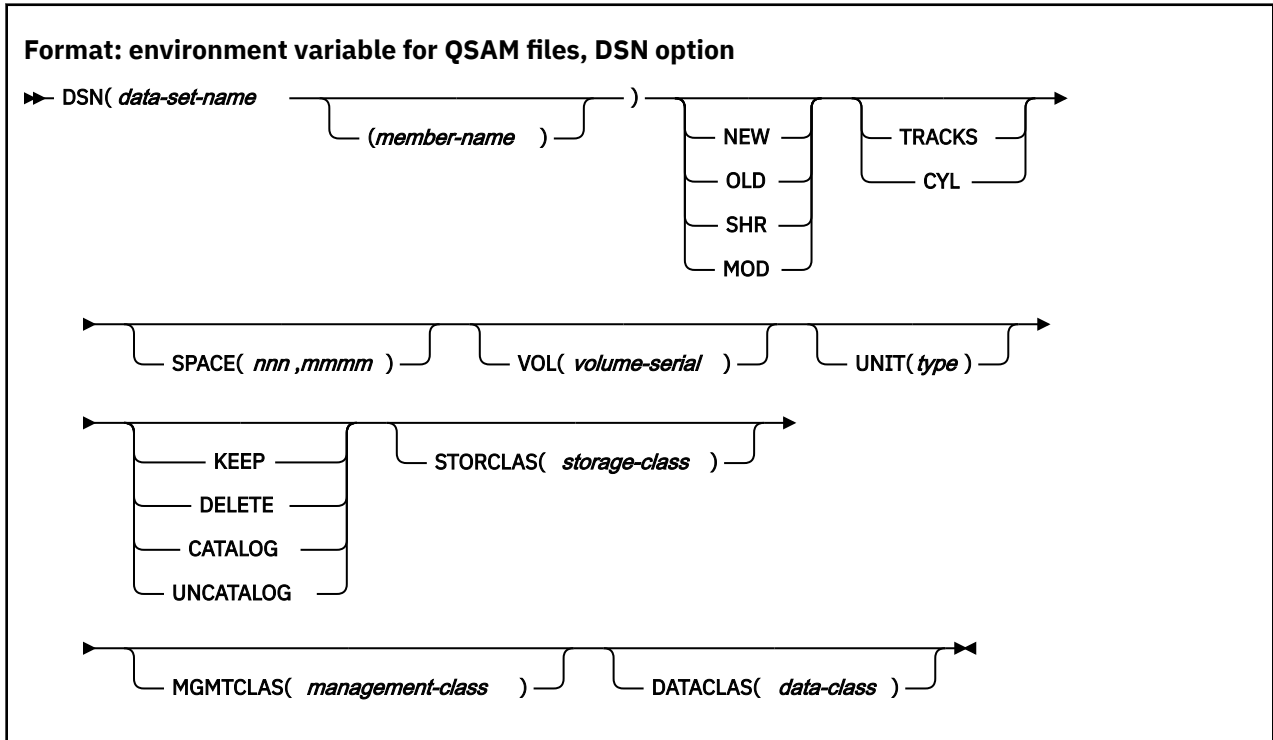 Format: environment variable for QSAM files, DSN option
DSN( data-set-name )
(member-name )
NEW
OLD
SHR
MOD
TRACKS
CYL
SPACE( nnn ,mmmm )
VOL( volume-serial )
UNIT( type )
KEEP
DELETE
CATALOG
UNCATALOG
STORCLAS( storage-class )
MGMTCLAS( management-class )
DATACLAS( data-class )